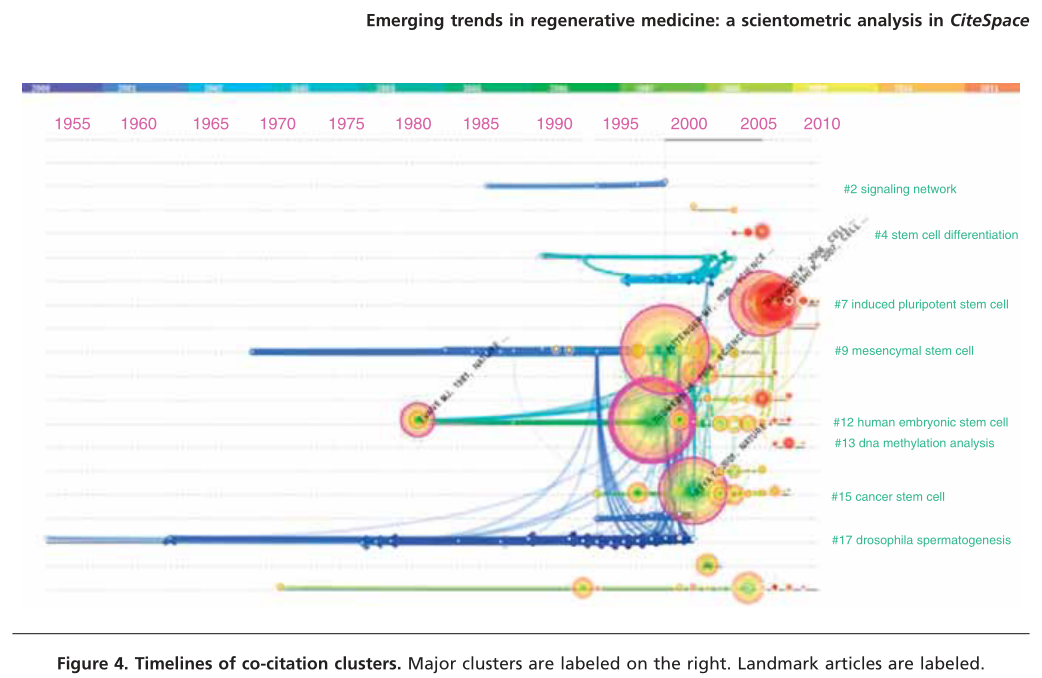 Emerging trends in regenerative medicine: a scientometric analysis in CiteSpace
1955 1960 1965 1970 1975 1980 1985 1990 1995 2000 2005 2010
#2 signaling network
#4 stem cell differentiation
#7 induced pluripotent stem cell
#9 mesencymal stem cell
#12 human embryonic stem cell
#13 dna methylation analysis
#15 cancer stem cell
#17 drosophila spermatogenesis
Figure 4. Timelines of co-citation clusters. Major clusters are labeled on the right. Landmark articles are labeled.